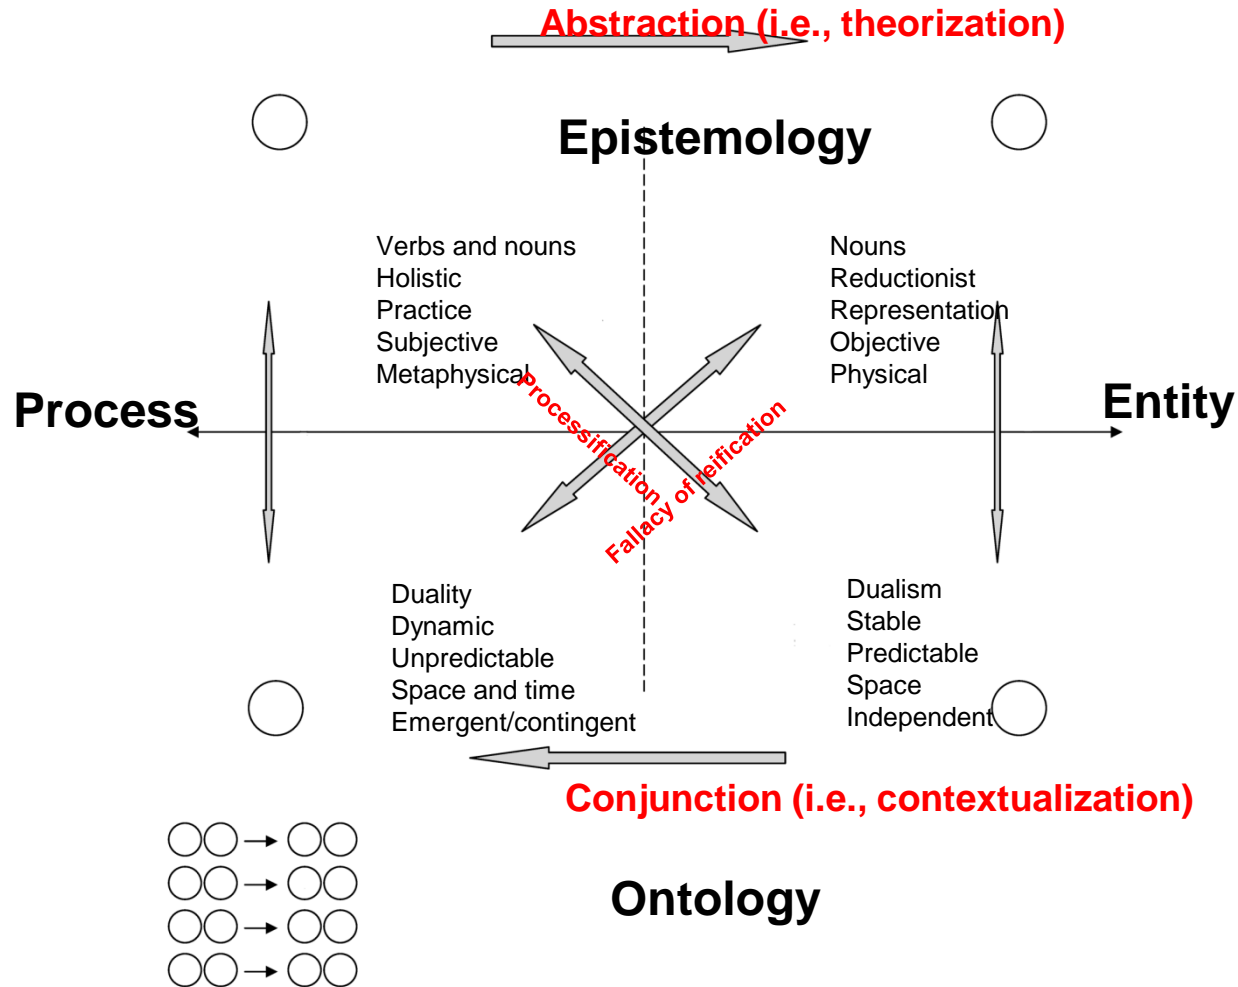 Abstraction (i.e., theorization)
Epistemology
Verbs and nouns
Holistic
Practice
Subjective
Metaphysical
Nouns
Reductionist
Representation
Objective
Physical
Process
Entity
Processification
Fallacy of reification
Duality
Dynamic
Unpredictable
Space and time
Emergent/contingent
Dualism
Stable
Predictable
Space
Independent
Conjunction (i.e., contextualization)
Ontology